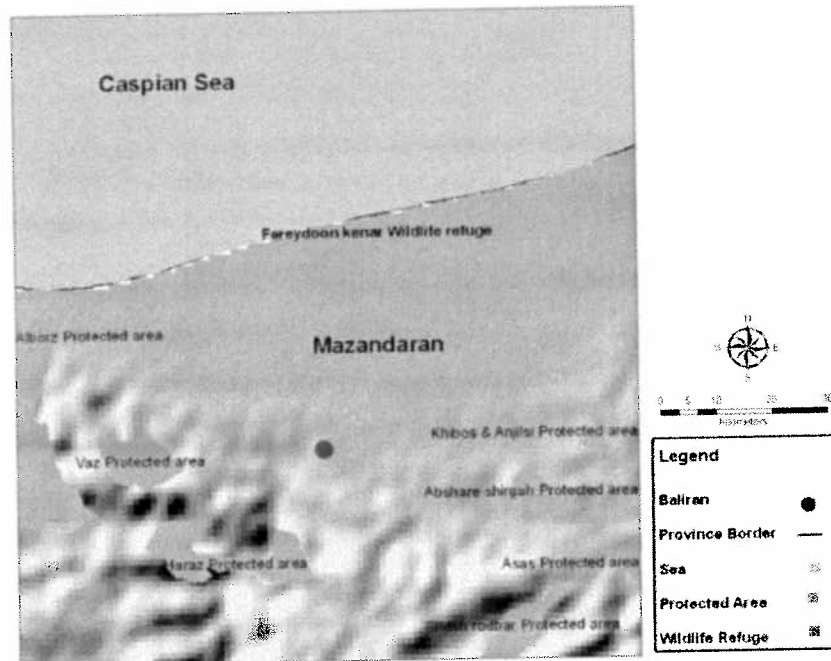 Caspian Sea
Fereydoon kenar Wildlife refuge
Alborz Protected area
Mazandaran
Khibos & Anjilsi Protected area
Vaz Protected area
Abshare shirgah Protected area
Haraz Protected area
Asas Protected area
rodbar Protected area
N
E
S
0 5 10 20 30
Kilometers
Legend
Baliran
Province Border
Sea
Protected Area
Wildlife Refuge